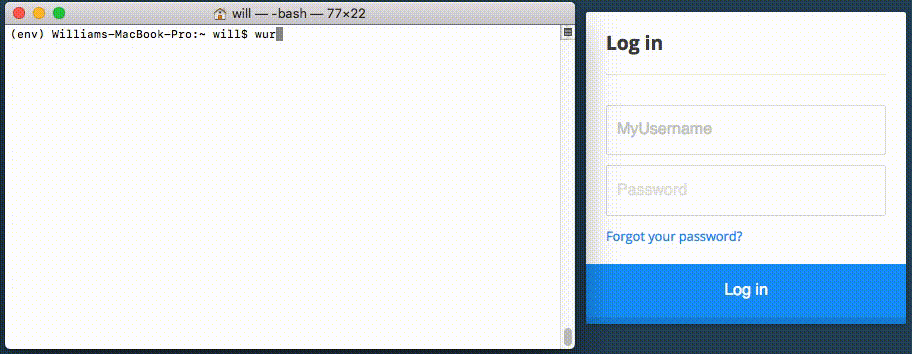 will — -bash — 77×22
(env) Williams-MacBook-Pro:~ will$ wur
Log in
MyUsername
Password
Forgot your password?
Log in